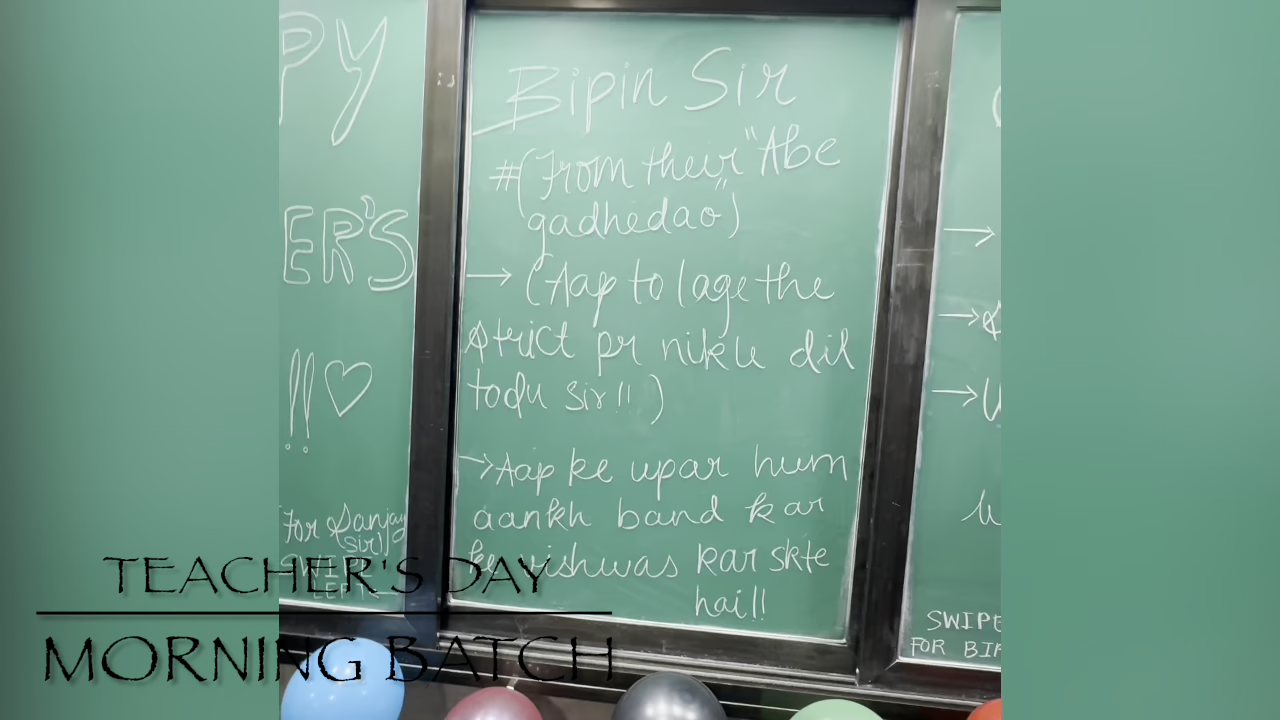 PY
ER'S
!!♡
For Sanjay
Sir)
SWIPE
LEFT
Bipin Sir
#(From their "Abe
gadhedao")
→ (Aap to lage the
Strict pr nikle dil
todu sir!!)
→ Aap ke upar hum
aankh band kar
ke vishwas kar skte
hai!!
→
→
→
SWIPE
FOR BIP
TEACHER'S DAY
MORNING BATCH